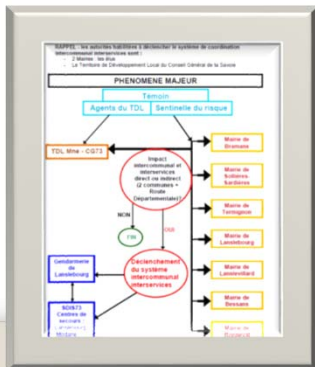 RAPPEL - les autorités habilitées à déclencher le système de coordination
intercommunal interservices sont :
- 2 Mairies : les élus
- Le Territoire de Développement Local du Conseil Général de la Savoie
PHENOMENE MAJEUR
Témoin
Agents du TDL
Sentinelle du risque
TDL Mne - CG73
Mairie de
Bramans
Impact
intercommunal et
interservices
direct ou indirect
(2 communes +
Route
Départementales)
Mairie de
Sollières
Sardières
Mairie de
Termignon
NON
OUI
FIN
Mairie de
Lanslebourg
Gendarmerie
de
Lanslebourg
Déclenchement
du système
intercommunal
interservices
Mairie de
Lanslevillard
Mairie de
Bessans
SDIS73
Centres de
secours
Lanslebourg
Modane
Mairie de
Bonneval